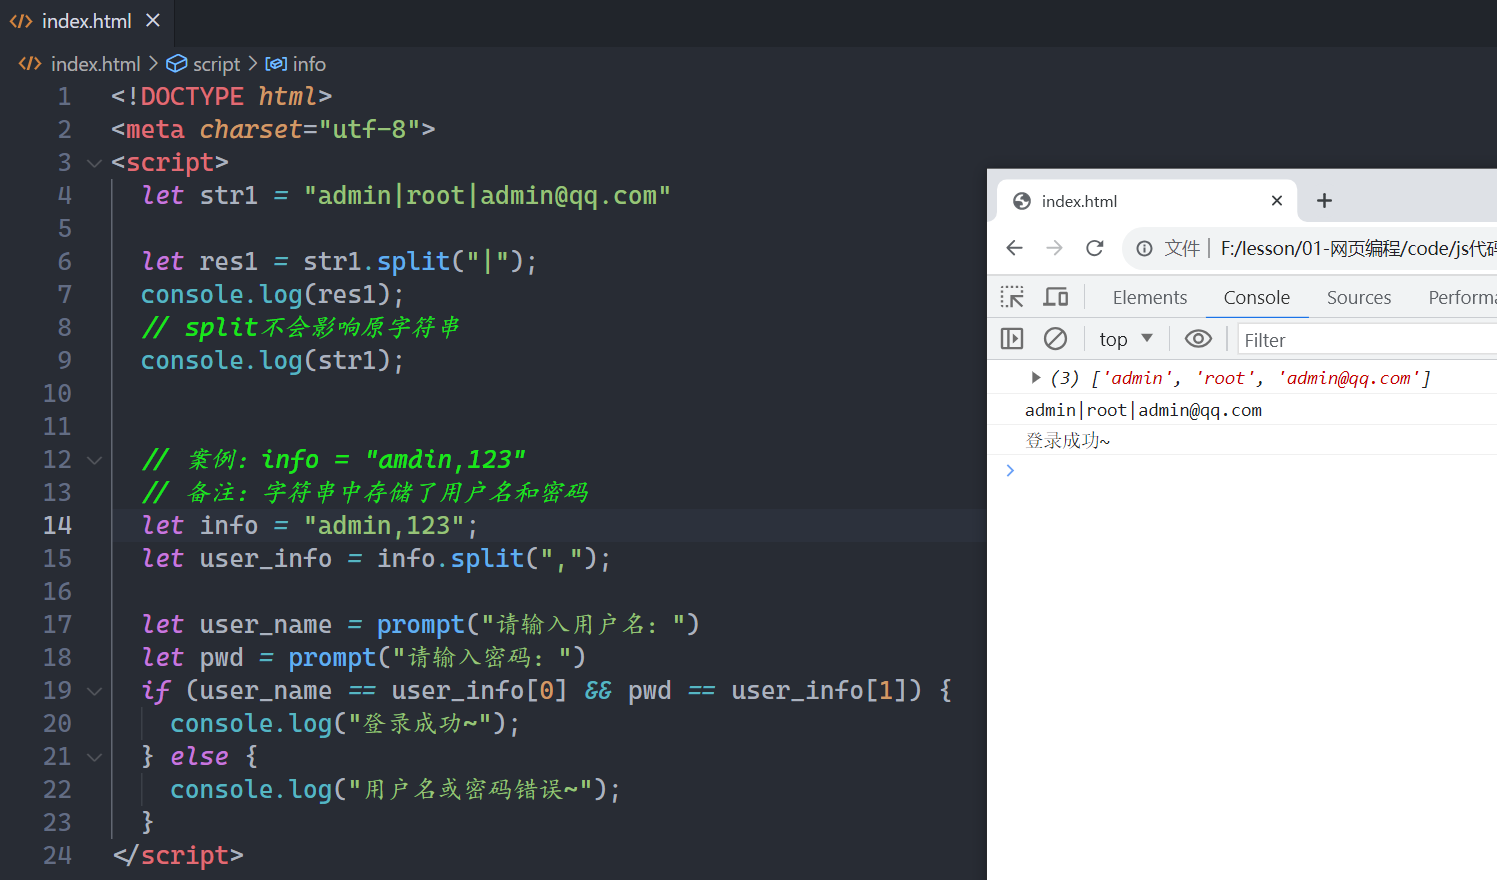 index.html
index.html > script > info
1 <!DOCTYPE html>
2 <meta charset="utf-8">
3 <script>
4 let str1 = "admin|root|admin@qq.com"
5
6 let res1 = str1.split("|");
7 console.log(res1);
8 // split不会影响原字符串
9 console.log(str1);
10
11
12 // 案例: info = "amdin,123"
13 // 备注: 字符串中存储了用户名和密码
14 let info = "admin,123";
15 let user_info = info.split(",");
16
17 let user_name = prompt("请输入用户名: ")
18 let pwd = prompt("请输入密码: ")
19 if (user_name == user_info[0] && pwd == user_info[1]) {
20 console.log("登录成功~");
21 } else {
22 console.log("用户名或密码错误~");
23 }
24 </script>
index.html
文件 | F:/lesson/01-网页编程/code/js代码
Elements Console Sources Performa
top Filter
(3) ['admin', 'root', 'admin@qq.com']
admin|root|admin@qq.com
登录成功~
>